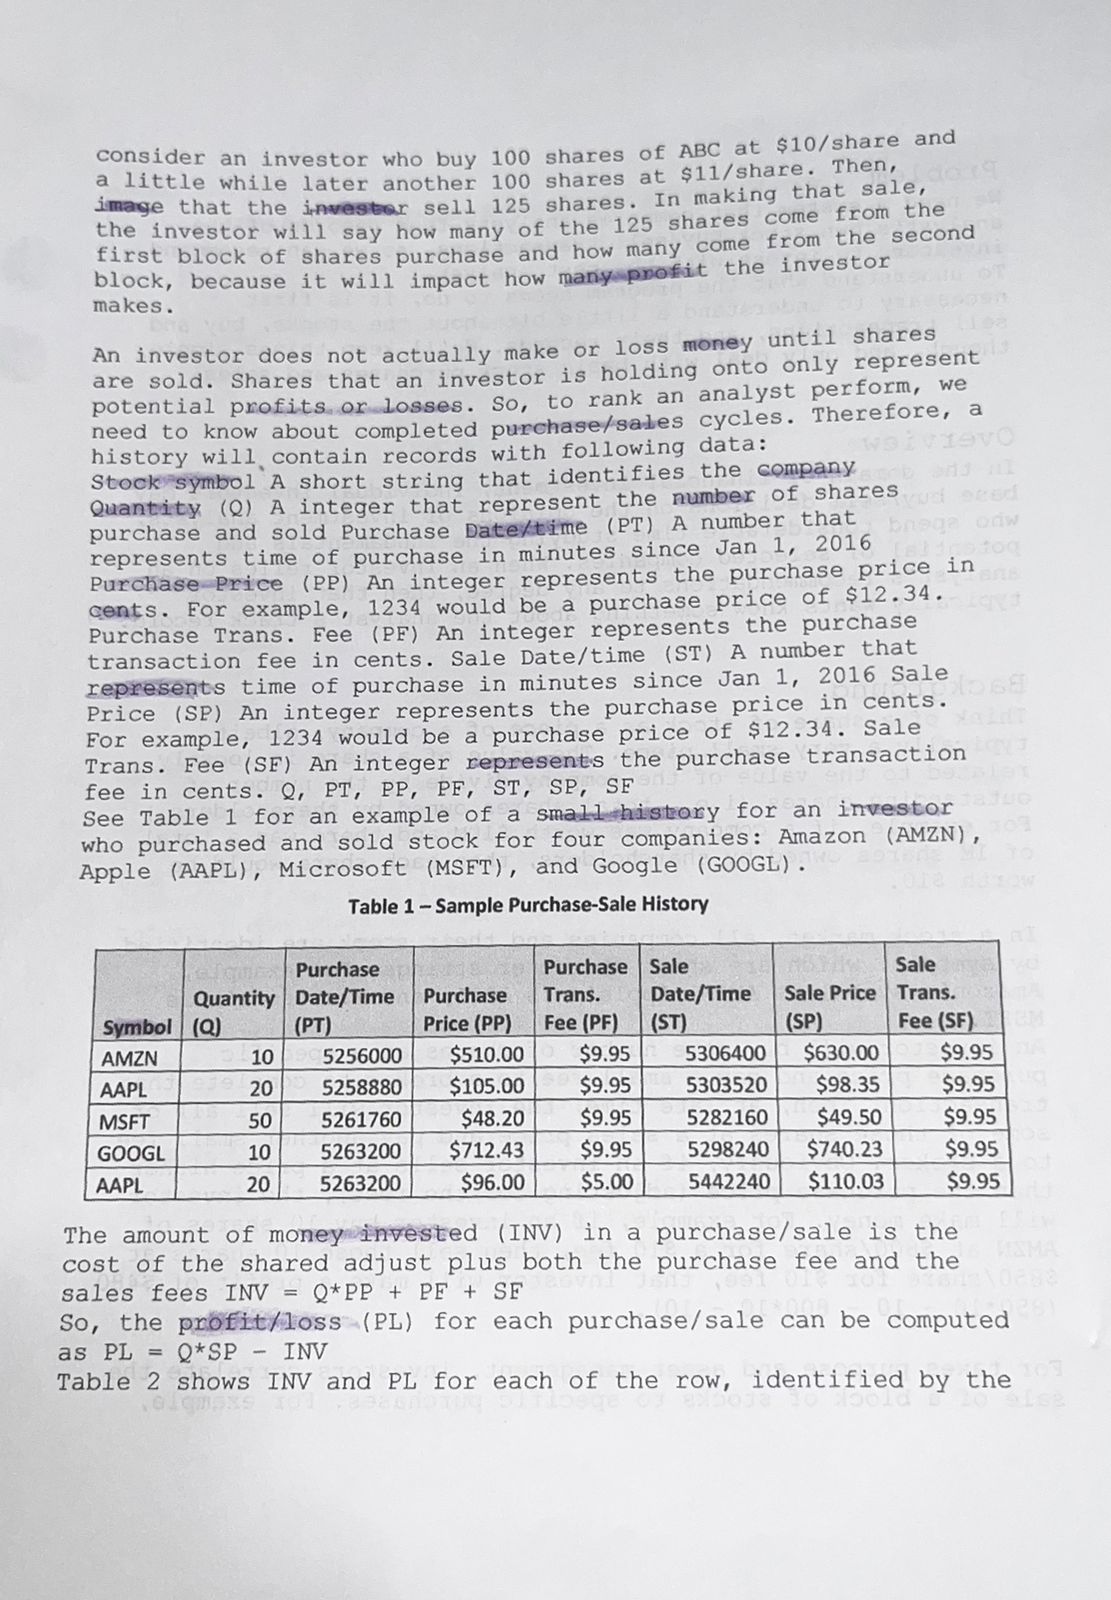 consider an investor who buy 100 shares of ABC at $10/share and
a little while later another 100 shares at $11/share. Then,
image that the investor sell 125 shares. In making that sale,
the investor will say how many of the 125 shares come from the
first block of shares purchase and how many come from the second
block, because it will impact how many profit the investor
makes.
An investor does not actually make or loss money until shares
are sold. Shares that an investor is holding onto only represent
potential profits or losses. So, to rank an analyst perform, we
need to know about completed purchase/sales cycles. Therefore, a
history will contain records with following data:
Stock symbol A short string that identifies the company
Quantity (Q) A integer that represent the number of shares
purchase and sold Purchase Date/time (PT) A number that
represents time of purchase in minutes since Jan 1, 2016
Purchase Price (PP) An integer represents the purchase price in
cents. For example, 1234 would be a purchase price of $12.34.
Purchase Trans. Fee (PF) An integer represents the purchase
transaction fee in cents. Sale Date/time (ST) A number that
represents time of purchase in minutes since Jan 1, 2016 Sale
Price (SP) An integer represents the purchase price in cents.
For example, 1234 would be a purchase price of $12.34. Sale
Trans. Fee (SF) An integer represents the purchase transaction
fee in cents. Q, PT, PP, PF, ST, SP, SF
See Table 1 for an example of a small history for an investor
who purchased and sold stock for four companies: Amazon (AMZN),
Apple (AAPL), Microsoft (MSFT), and Google (GOOGL).
Table 1 – Sample Purchase-Sale History
Symbol Quantity (Q) Purchase Date/Time (PT) Purchase Price (PP) Purchase Trans. Fee (PF) Sale Date/Time (ST) Sale Price (SP) Sale Trans. Fee (SF)
AMZN 10 5256000 $510.00 $9.95 5306400 $630.00 $9.95
AAPL 20 5258880 $105.00 $9.95 5303520 $98.35 $9.95
MSFT 50 5261760 $48.20 $9.95 5282160 $49.50 $9.95
GOOGL 10 5263200 $712.43 $9.95 5298240 $740.23 $9.95
AAPL 20 5263200 $96.00 $5.00 5442240 $110.03 $9.95
The amount of money invested (INV) in a purchase/sale is the
cost of the shared adjust plus both the purchase fee and the
sales fees INV = Q*PP + PF + SF
So, the profit/loss (PL) for each purchase/sale can be computed
as PL = Q*SP - INV
Table 2 shows INV and PL for each of the row, identified by the